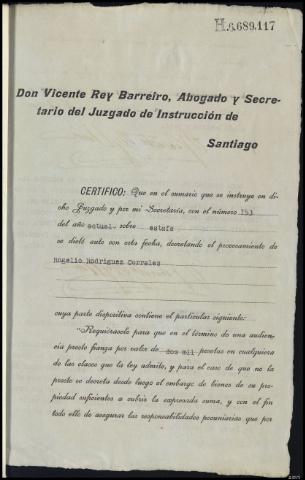 H.6.689.117
Don Vicente Rey Barreiro, Abogado y Secre-
tario del Juzgado de Instrucción de
Santiago
CERTIFICO: Que en el sumario que se instruye en di-
cho Juzgado y por mi Secretaría, con el número 151
del año actual sobre estafa
se dictó auto con esta fecha, decretando el procesamiento de
Rogelio Rodriguez Corrales
cuya parte dispositiva contiene el particular siguiente:
"Requiérasele para que en el término de una audien-
cia preste fianza por valor de dos mil pesetas en cualquiera
de las clases que la ley admite, y para el caso de que no la
preste se decreta desde luego el embargo de bienes de su pro-
piedad suficientes a cubrir la expresada suma, y con el fin
todo ello de asegurar las responsabilidades pecuniarias que por